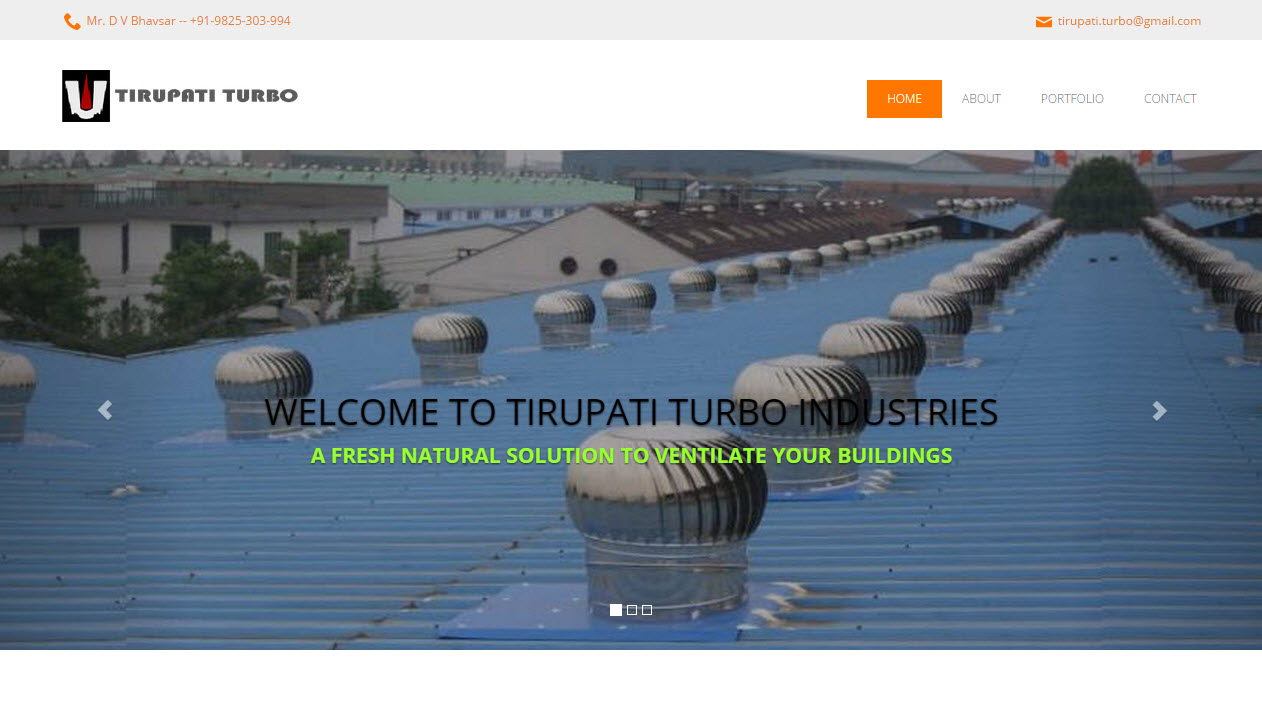 Mr. D V Bhavsar -- +91-9825-303-994
tirupati.turbo@gmail.com
TIRUPATI TURBO
HOME
ABOUT
PORTFOLIO
CONTACT
WELCOME TO TIRUPATI TURBO INDUSTRIES
A FRESH NATURAL SOLUTION TO VENTILATE YOUR BUILDINGS